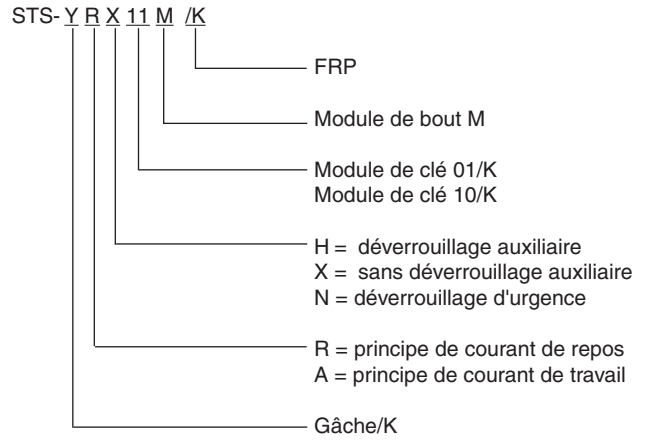 STS- Y R X 11 M /K
FRP
Module de bout M
Module de clé 01/K
Module de clé 10/K
H = déverrouillage auxiliaire
X = sans déverrouillage auxiliaire
N = déverrouillage d'urgence
R = principe de courant de repos
A = principe de courant de travail
Gâche/K